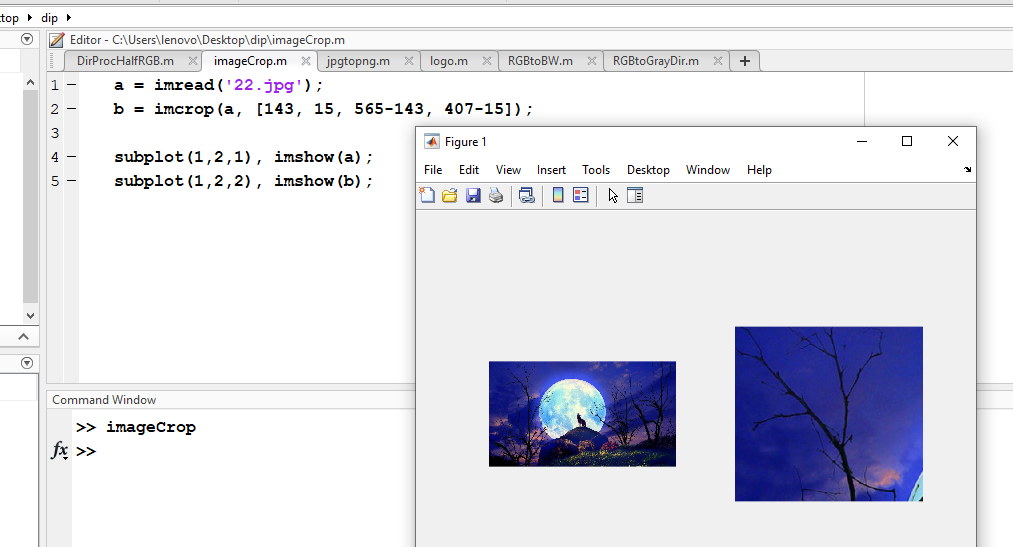 top dip
Editor - C:\Users\lenovo\Desktop\dip\imageCrop.m
DirProcHalfRGB.m imageCrop.m jpgtopng.m logo.m RGBtoBW.m RGBtoGrayDir.m
1 a = imread('22.jpg');
2 b = imcrop(a, [143, 15, 565-143, 407-15]);
3
4 subplot(1,2,1), imshow(a);
5 subplot(1,2,2), imshow(b);
Figure 1
File Edit View Insert Tools Desktop Window Help
Command Window
>> imageCrop
fx >>